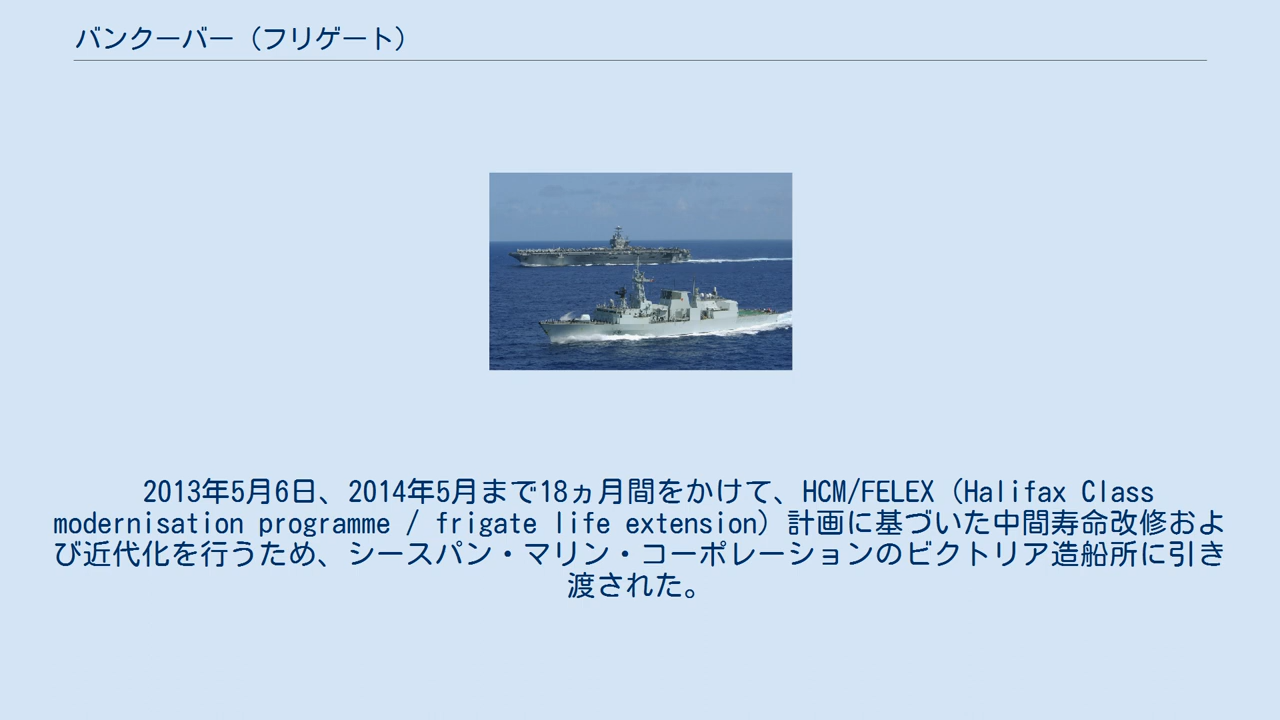 バンクーバー（フリゲート）
2013年5月6日、2014年5月まで18ヵ月間をかけて、HCM/FELEX（Halifax Class
modernisation programme / frigate life extension）計画に基づいた中間寿命改修およ
び近代化を行うため、シースパン・マリン・コーポレーションのビクトリア造船所に引き
渡された。